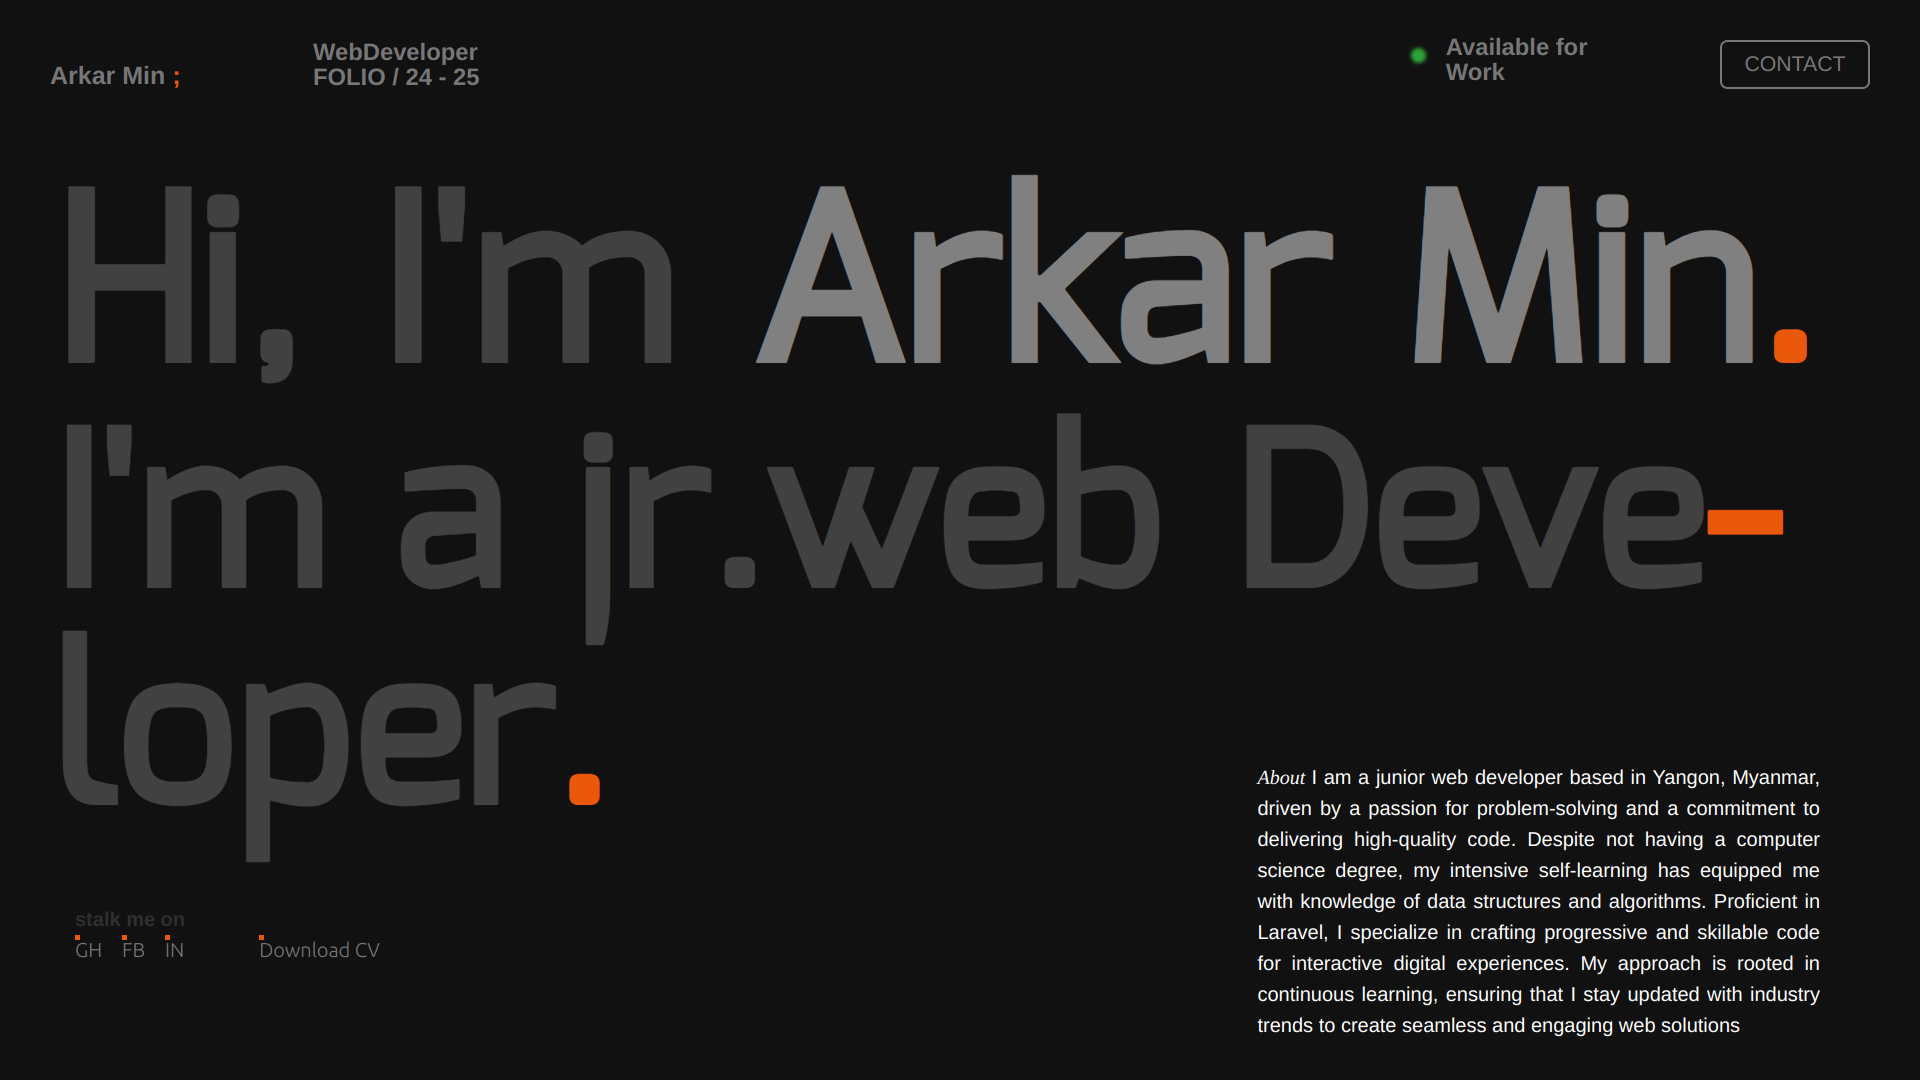 Arkar Min ;
WebDeveloper
FOLIO / 24 - 25
Available for
Work
CONTACT
Hi, I'm Arkar Min.
I'm a jr.web Deve-
loper.
About I am a junior web developer based in Yangon, Myanmar,
driven by a passion for problem-solving and a commitment to
delivering high-quality code. Despite not having a computer
science degree, my intensive self-learning has equipped me
with knowledge of data structures and algorithms. Proficient in
Laravel, I specialize in crafting progressive and skillable code
for interactive digital experiences. My approach is rooted in
continuous learning, ensuring that I stay updated with industry
trends to create seamless and engaging web solutions
stalk me on
GH FB IN Download CV